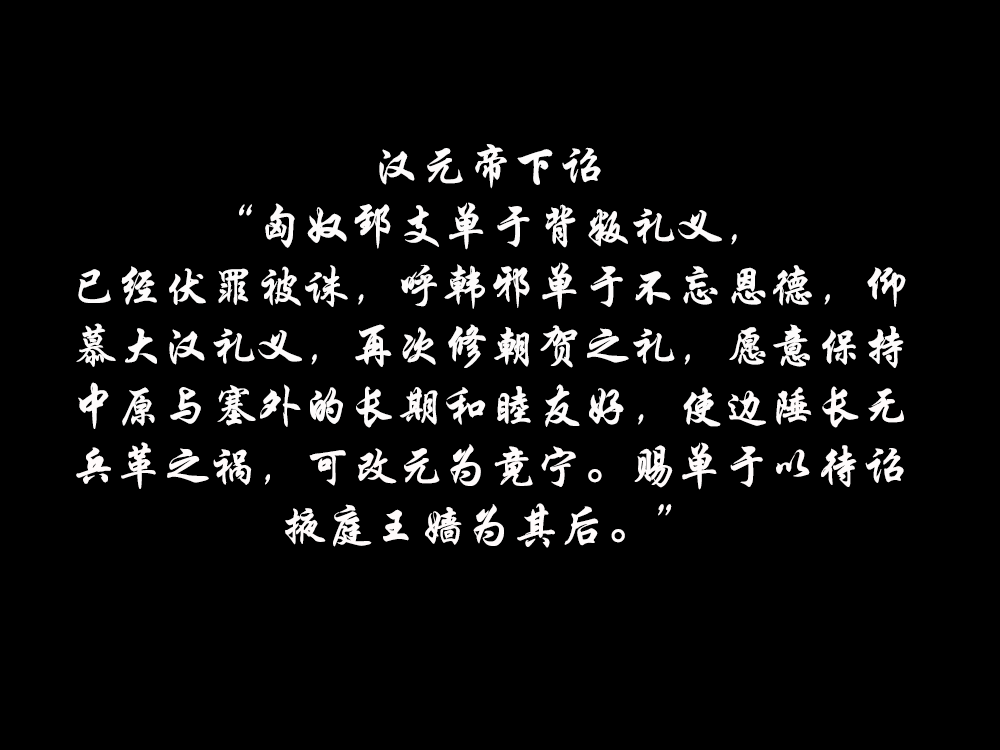 汉元帝下诏
“匈奴郅支单于背叛礼义，
已经伏罪被诛，呼韩邪单于不忘恩德，仰
慕大汉礼义，再次修朝贺之礼，愿意保持
中原与塞外的长期和睦友好，使边陲长无
兵革之祸，可改元为竟宁。赐单于以待诏
掖庭王嫱为其后。”